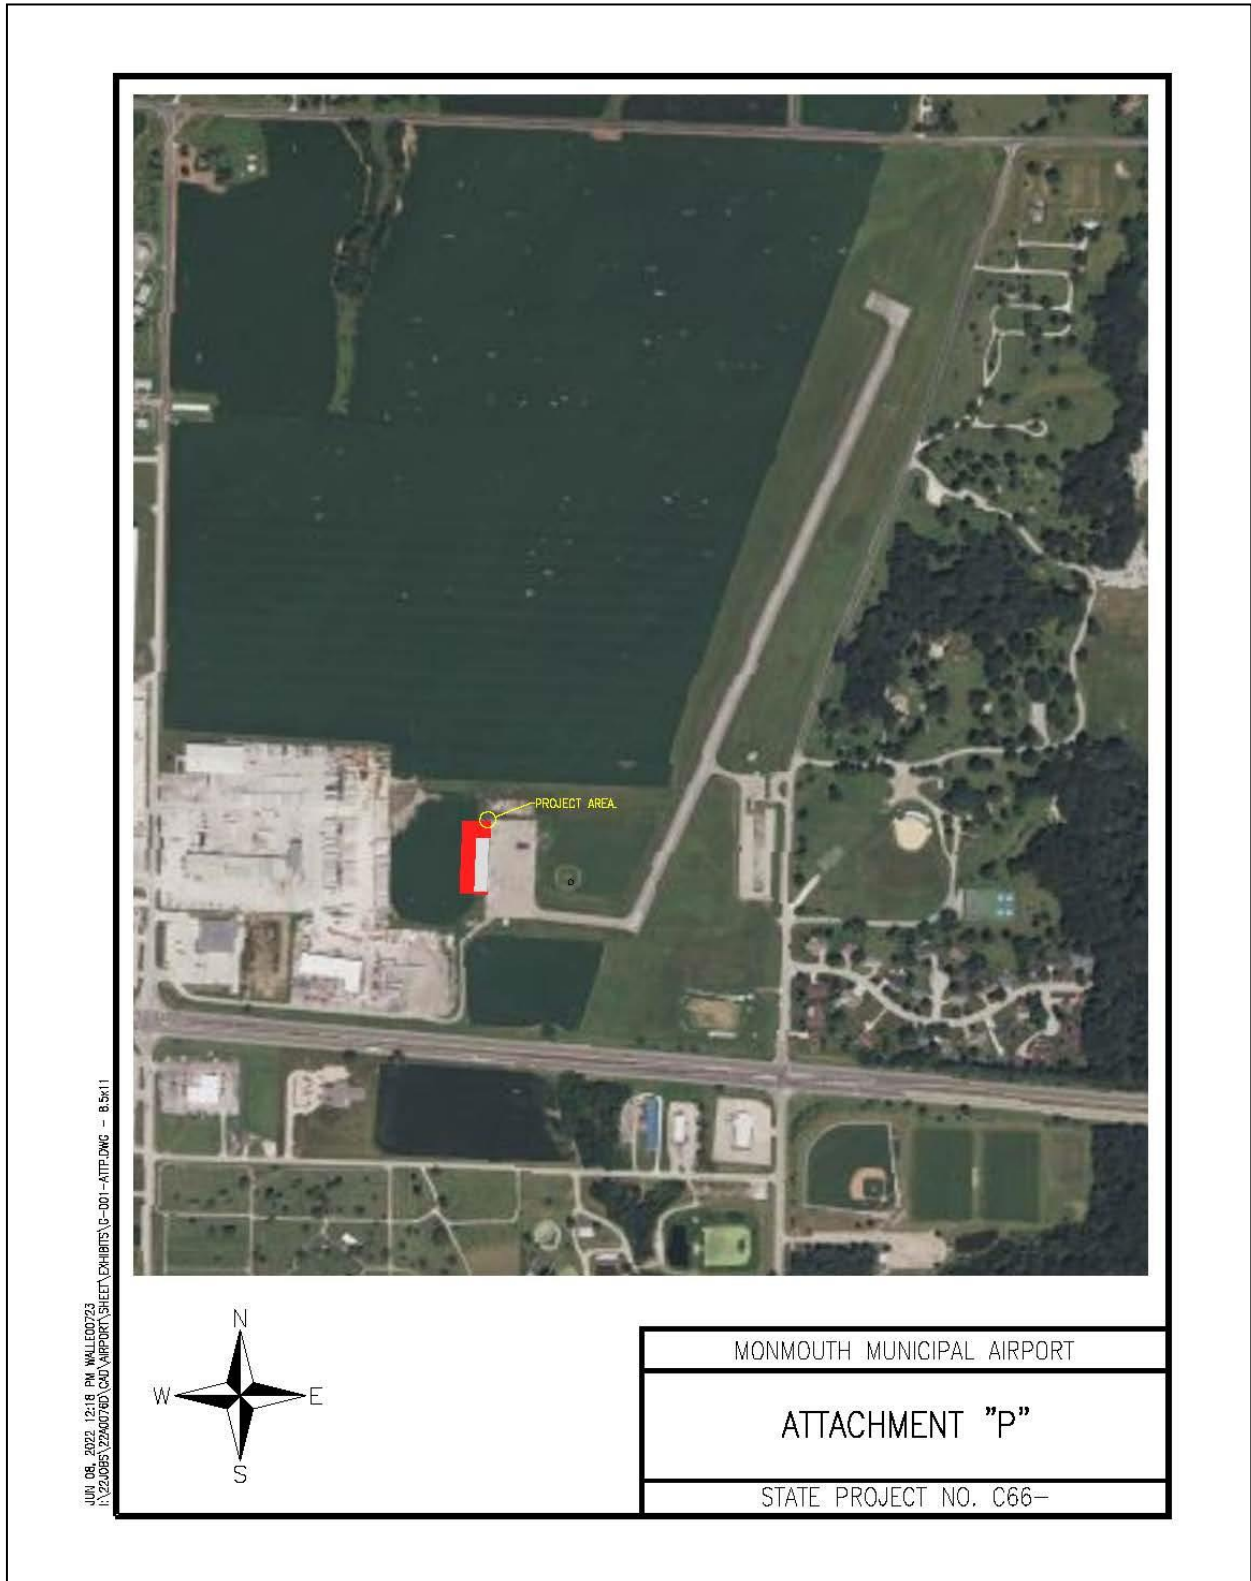 PROJECT AREA
JUN 08, 2022 12:18 PM WALLE00723
I:\22JOBS\22A0076D\CAD\AIRPORT\SHEET\EXHIBITS\G-001-ATTP.DWG - 8.5x11
N
W
E
S
MONMOUTH MUNICIPAL AIRPORT
ATTACHMENT "P"
STATE PROJECT NO. C66-